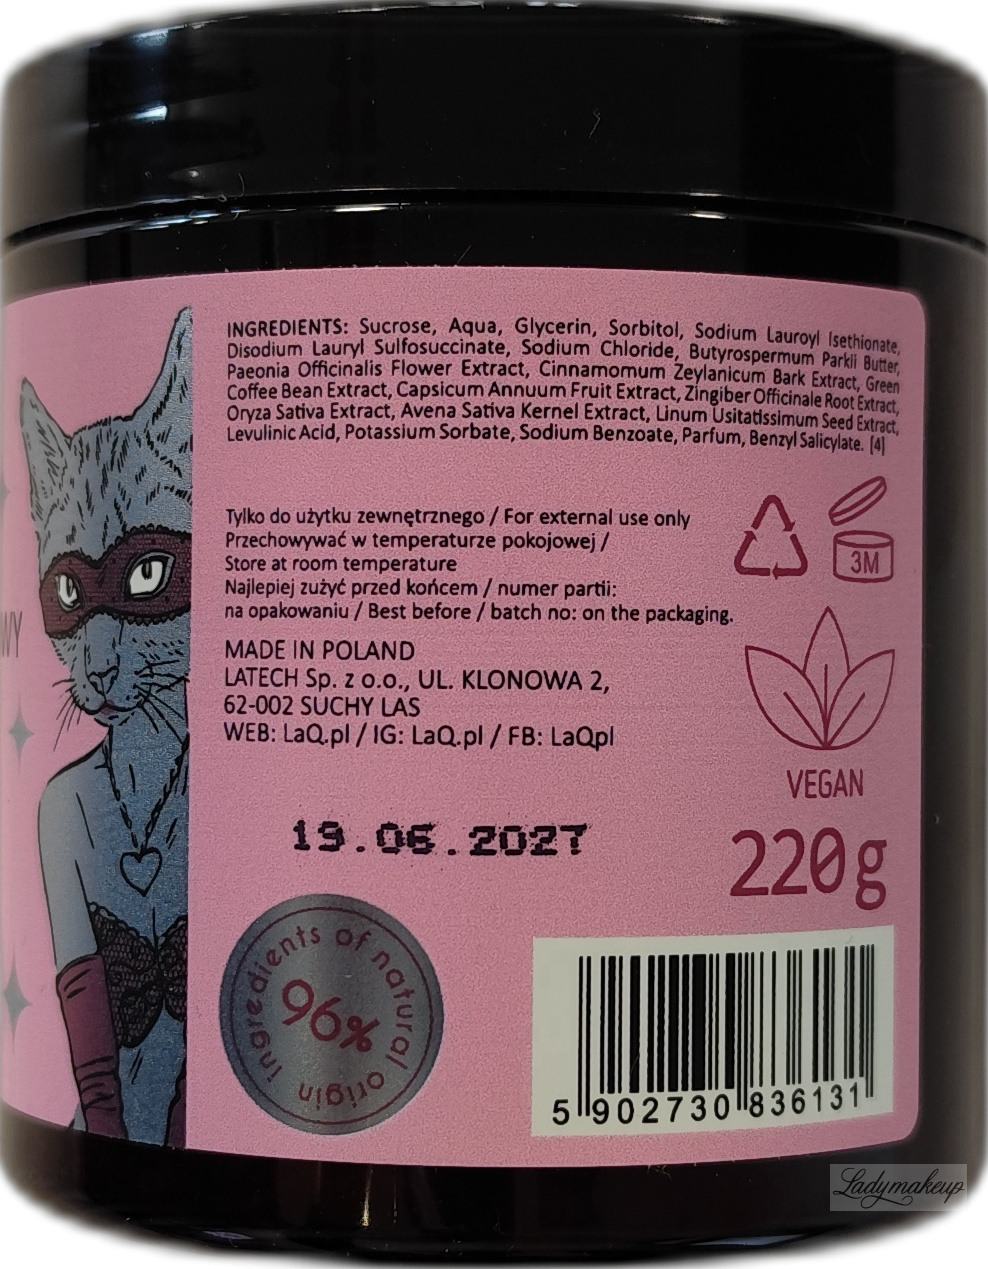 INGREDIENTS: Sucrose, Aqua, Glycerin, Sorbitol, Sodium Lauroyl Isethionate,
Disodium Lauryl Sulfosuccinate, Sodium Chloride, Butyrospermum Parkii Butter,
Paeonia Officinalis Flower Extract, Cinnamomum Zeylanicum Bark Extract, Green
Coffee Bean Extract, Capsicum Annuum Fruit Extract, Zingiber Officinale Root Extract,
Oryza Sativa Extract, Avena Sativa Kernel Extract, Linum Usitatissimum Seed Extract,
Levulinic Acid, Potassium Sorbate, Sodium Benzoate, Parfum, Benzyl Salicylate. [4]
Tylko do użytku zewnętrznego / For external use only
Przechowywać w temperaturze pokojowej /
Store at room temperature
Najlepiej zużyć przed końcem / numer partii:
na opakowaniu / Best before / batch no: on the packaging.
3M
WY
MADE IN POLAND
LATECH Sp. z o.o., UL. KLONOWA 2,
62-002 SUCHY LAS
WEB: LaQ.pl / IG: LaQ.pl / FB: LaQpl
VEGAN
19.06.2027
220g
96%
ingredients of natural origin
5 902730 836131
Ladymakeup